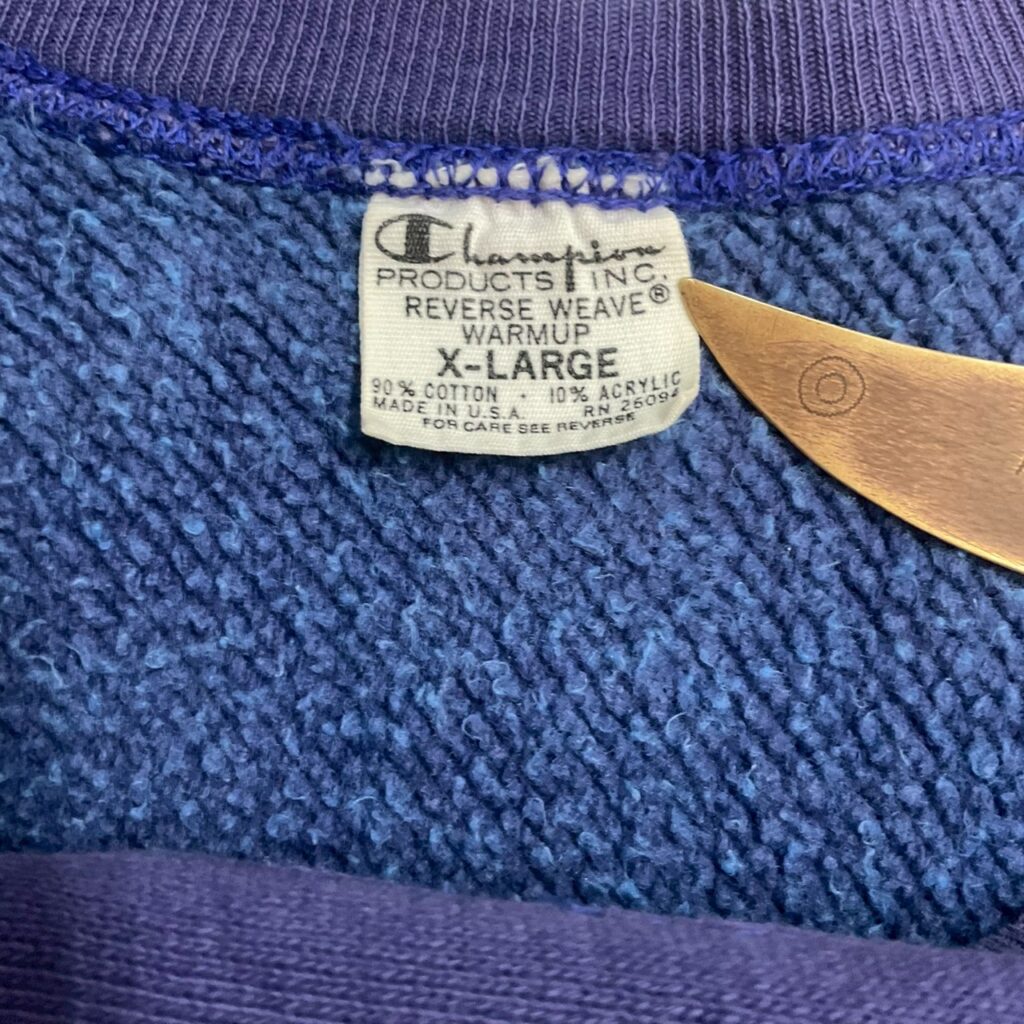 Champion
PRODUCTS INC.
REVERSE WEAVE®
WARMUP
X-LARGE
90% COTTON · 10% ACRYLIC
MADE IN U.S.A. RN 26094
FOR CARE SEE REVERSE